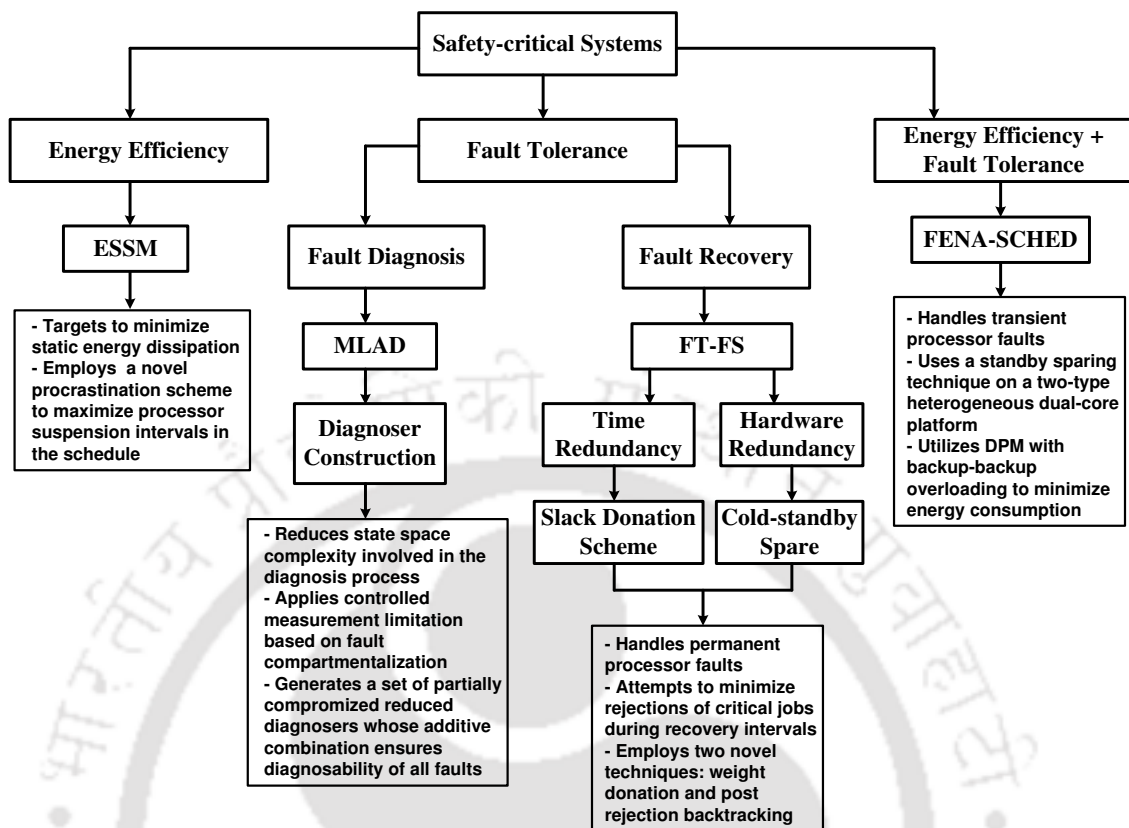 Safety-critical Systems
Energy Efficiency
Fault Tolerance
Energy Efficiency +
Fault Tolerance
ESSM
Fault Diagnosis
Fault Recovery
FENA-SCHED
- Targets to minimize
static energy dissipation
- Employs a novel
procrastination scheme
to maximize processor
suspension intervals in
the schedule
MLAD
FT-FS
- Handles transient
processor faults
- Uses a standby sparing
technique on a two-type
heterogeneous dual-core
platform
- Utilizes DPM with
backup-backup
overloading to minimize
energy consumption
Diagnoser
Construction
Time
Redundancy
Hardware
Redundancy
Slack Donation
Scheme
Cold-standby
Spare
- Reduces state space
complexity involved in the
diagnosis process
- Applies controlled
measurement limitation
based on fault
compartmentalization
- Generates a set of partially
compromized reduced
diagnosers whose additive
combination ensures
diagnosability of all faults
- Handles permanent
processor faults
- Attempts to minimize
rejections of critical jobs
during recovery intervals
- Employs two novel
techniques: weight
donation and post
rejection backtracking